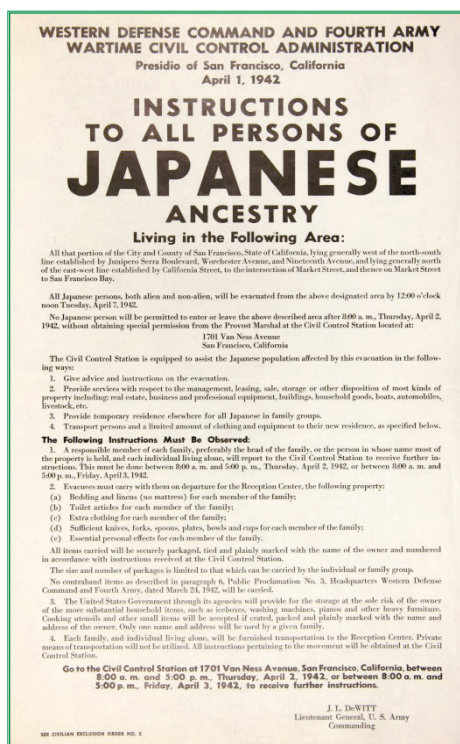 WESTERN DEFENSE COMMAND AND FOURTH ARMY
WARTIME CIVIL CONTROL ADMINISTRATION
Presidio of San Francisco, California
April 1, 1942
INSTRUCTIONS
TO ALL PERSONS OF
JAPANESE
ANCESTRY
Living in the Following Area:
All that portion of the City and County of San Francisco, State of California, lying generally west of the north-south
line established by Junipero Serra Boulevard, Worchester Avenue, and Nineteenth Avenue, and lying generally north
of the east-west line established by California Street, to the intersection of Market Street, and thence on Market Street
to San Francisco Bay.
All Japanese persons, both alien and non-alien, will be evacuated from the above designated area by 12:00 o'clock
noon Tuesday, April 7, 1942.
No Japanese person will be permitted to enter or leave the above described area after 8:00 a. m., Thursday, April 2,
1942, without obtaining special permission from the Provost Marshal at the Civil Control Station located at:
1701 Van Ness Avenue
San Francisco, California
The Civil Control Station is equipped to assist the Japanese population affected by this evacuation in the follow-
ing ways:
1. Give advice and instructions on the evacuation.
2. Provide services with respect to the management, leasing, sale, storage or other disposition of most kinds of
property including: real estate, business and professional equipment, buildings, household goods, boats, automobiles,
livestock, etc.
3. Provide temporary residence elsewhere for all Japanese in family groups.
4. Transport persons and a limited amount of clothing and equipment to their new residence, as specified below.
The Following Instructions Must Be Observed:
1. A responsible member of each family, preferably the head of the family, or the person in whose name most of
the property is held, and each individual living alone, will report to the Civil Control Station to receive further in-
structions. This must be done between 8:00 a. m. and 5:00 p. m., Thursday, April 2, 1942, or between 8:00 a. m. and
5:00 p. m., Friday, April 3, 1942.
2. Evacuees must carry with them on departure for the Reception Center, the following property:
(a) Bedding and linens (no mattress) for each member of the family;
(b) Toilet articles for each member of the family;
(c) Extra clothing for each member of the family;
(d) Sufficient knives, forks, spoons, plates, bowls and cups for each member of the family;
(e) Essential personal effects for each member of the family.
All items carried will be securely packaged, tied and plainly marked with the name of the owner and numbered
in accordance with instructions received at the Civil Control Station.
The size and number of packages is limited to that which can be carried by the individual or family group.
No contraband items as described in paragraph 6, Public Proclamation No. 3, Headquarters Western Defense
Command and Fourth Army, dated March 24, 1942, will be carried.
3. The United States Government through its agencies will provide for the storage at the sole risk of the owner
of the more substantial household items, such as iceboxes, washing machines, pianos and other heavy furniture.
Cooking utensils and other small items will be accepted if crated, packed and plainly marked with the name and
address of the owner. Only one name and address will be used by a given family.
4. Each family, and individual living alone, will be furnished transportation to the Reception Center. Private
means of transportation will not be utilized. All instructions pertaining to the movement will be obtained at the Civil
Control Station.
Go to the Civil Control Station at 1701 Van Ness Avenue, San Francisco, California, between
8:00 a. m. and 5:00 p. m., Thursday, April 2, 1942, or between 8:00 a. m. and
5:00 p. m., Friday, April 3, 1942, to receive further instructions.
J. L. DeWITT
Lieutenant General, U. S. Army
Commanding
SEE CIVILIAN EXCLUSION ORDER NO. 5